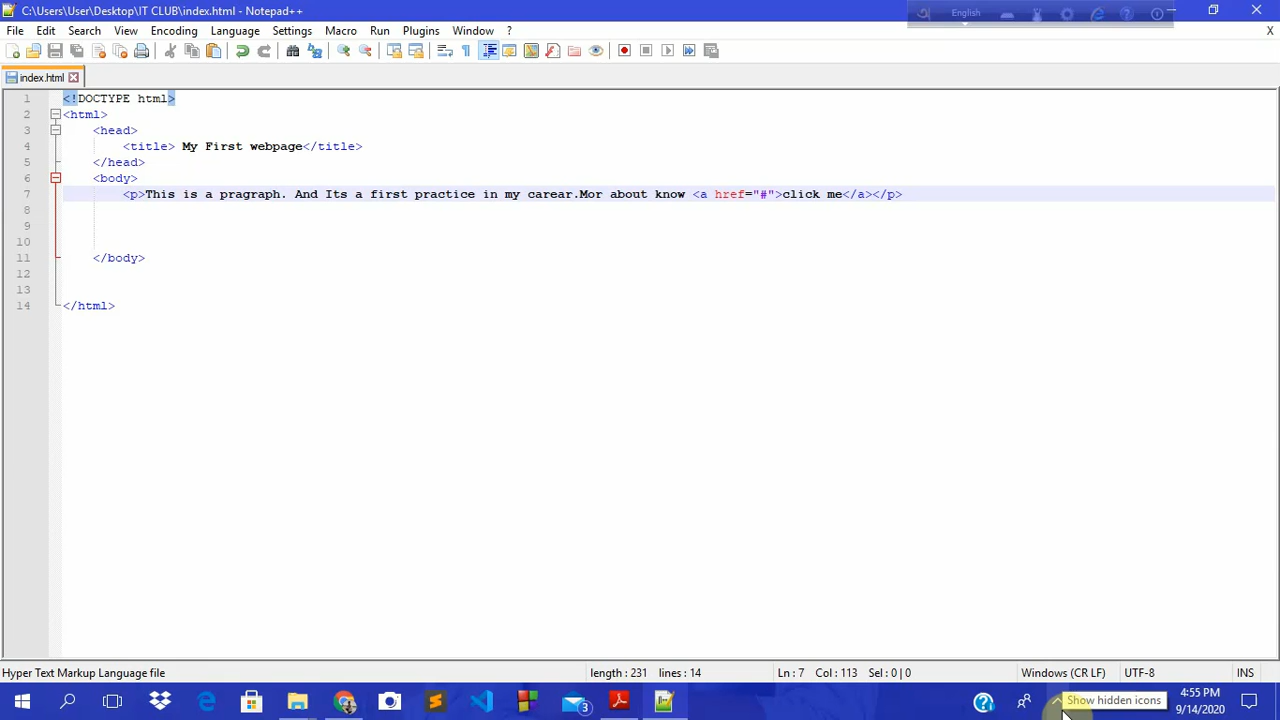 C:\Users\User\Desktop\IT CLUB\index.html - Notepad++
English
File Edit Search View Encoding Language Settings Macro Run Plugins Window ? X
index.html
1 <!DOCTYPE html>
2 <html>
3 <head>
4 <title> My First webpage</title>
5 </head>
6 <body>
7 <p>This is a pragraph. And Its a first practice in my carear.Mor about know <a href="#">click me</a></p>
8
9
10
11 </body>
12
13
14 </html>
Hyper Text Markup Language file length : 231 lines : 14 Ln : 7 Col : 113 Sel : 0 | 0 Windows (CR LF) UTF-8 INS
3
Show hidden icons
4:55 PM
9/14/2020